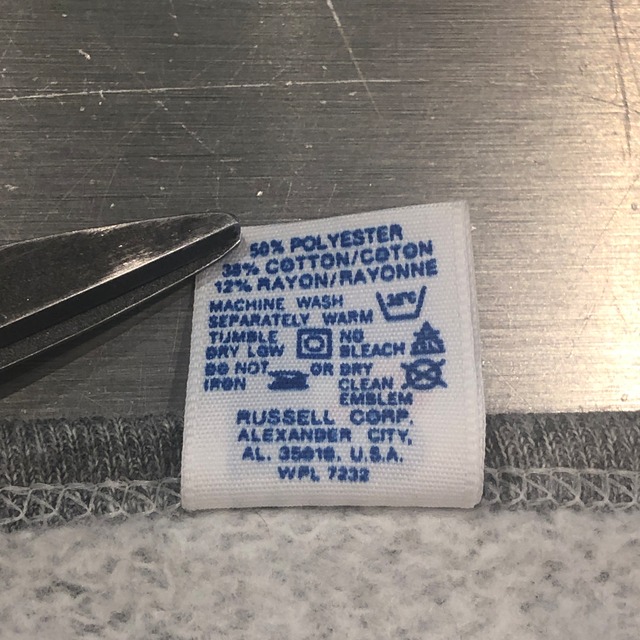 50% POLYESTER
38% COTTON/COTON
12% RAYON/RAYONNE
MACHINE WASH
SEPARATELY WARM
TUMBLE
DRY LOW
NO
BLEACH
DO NOT
IRON
OR DRY
CLEAN
EMBLEM
RUSSELL CORP.
ALEXANDER CITY,
AL. 35010, U.S.A.
WPL 7232